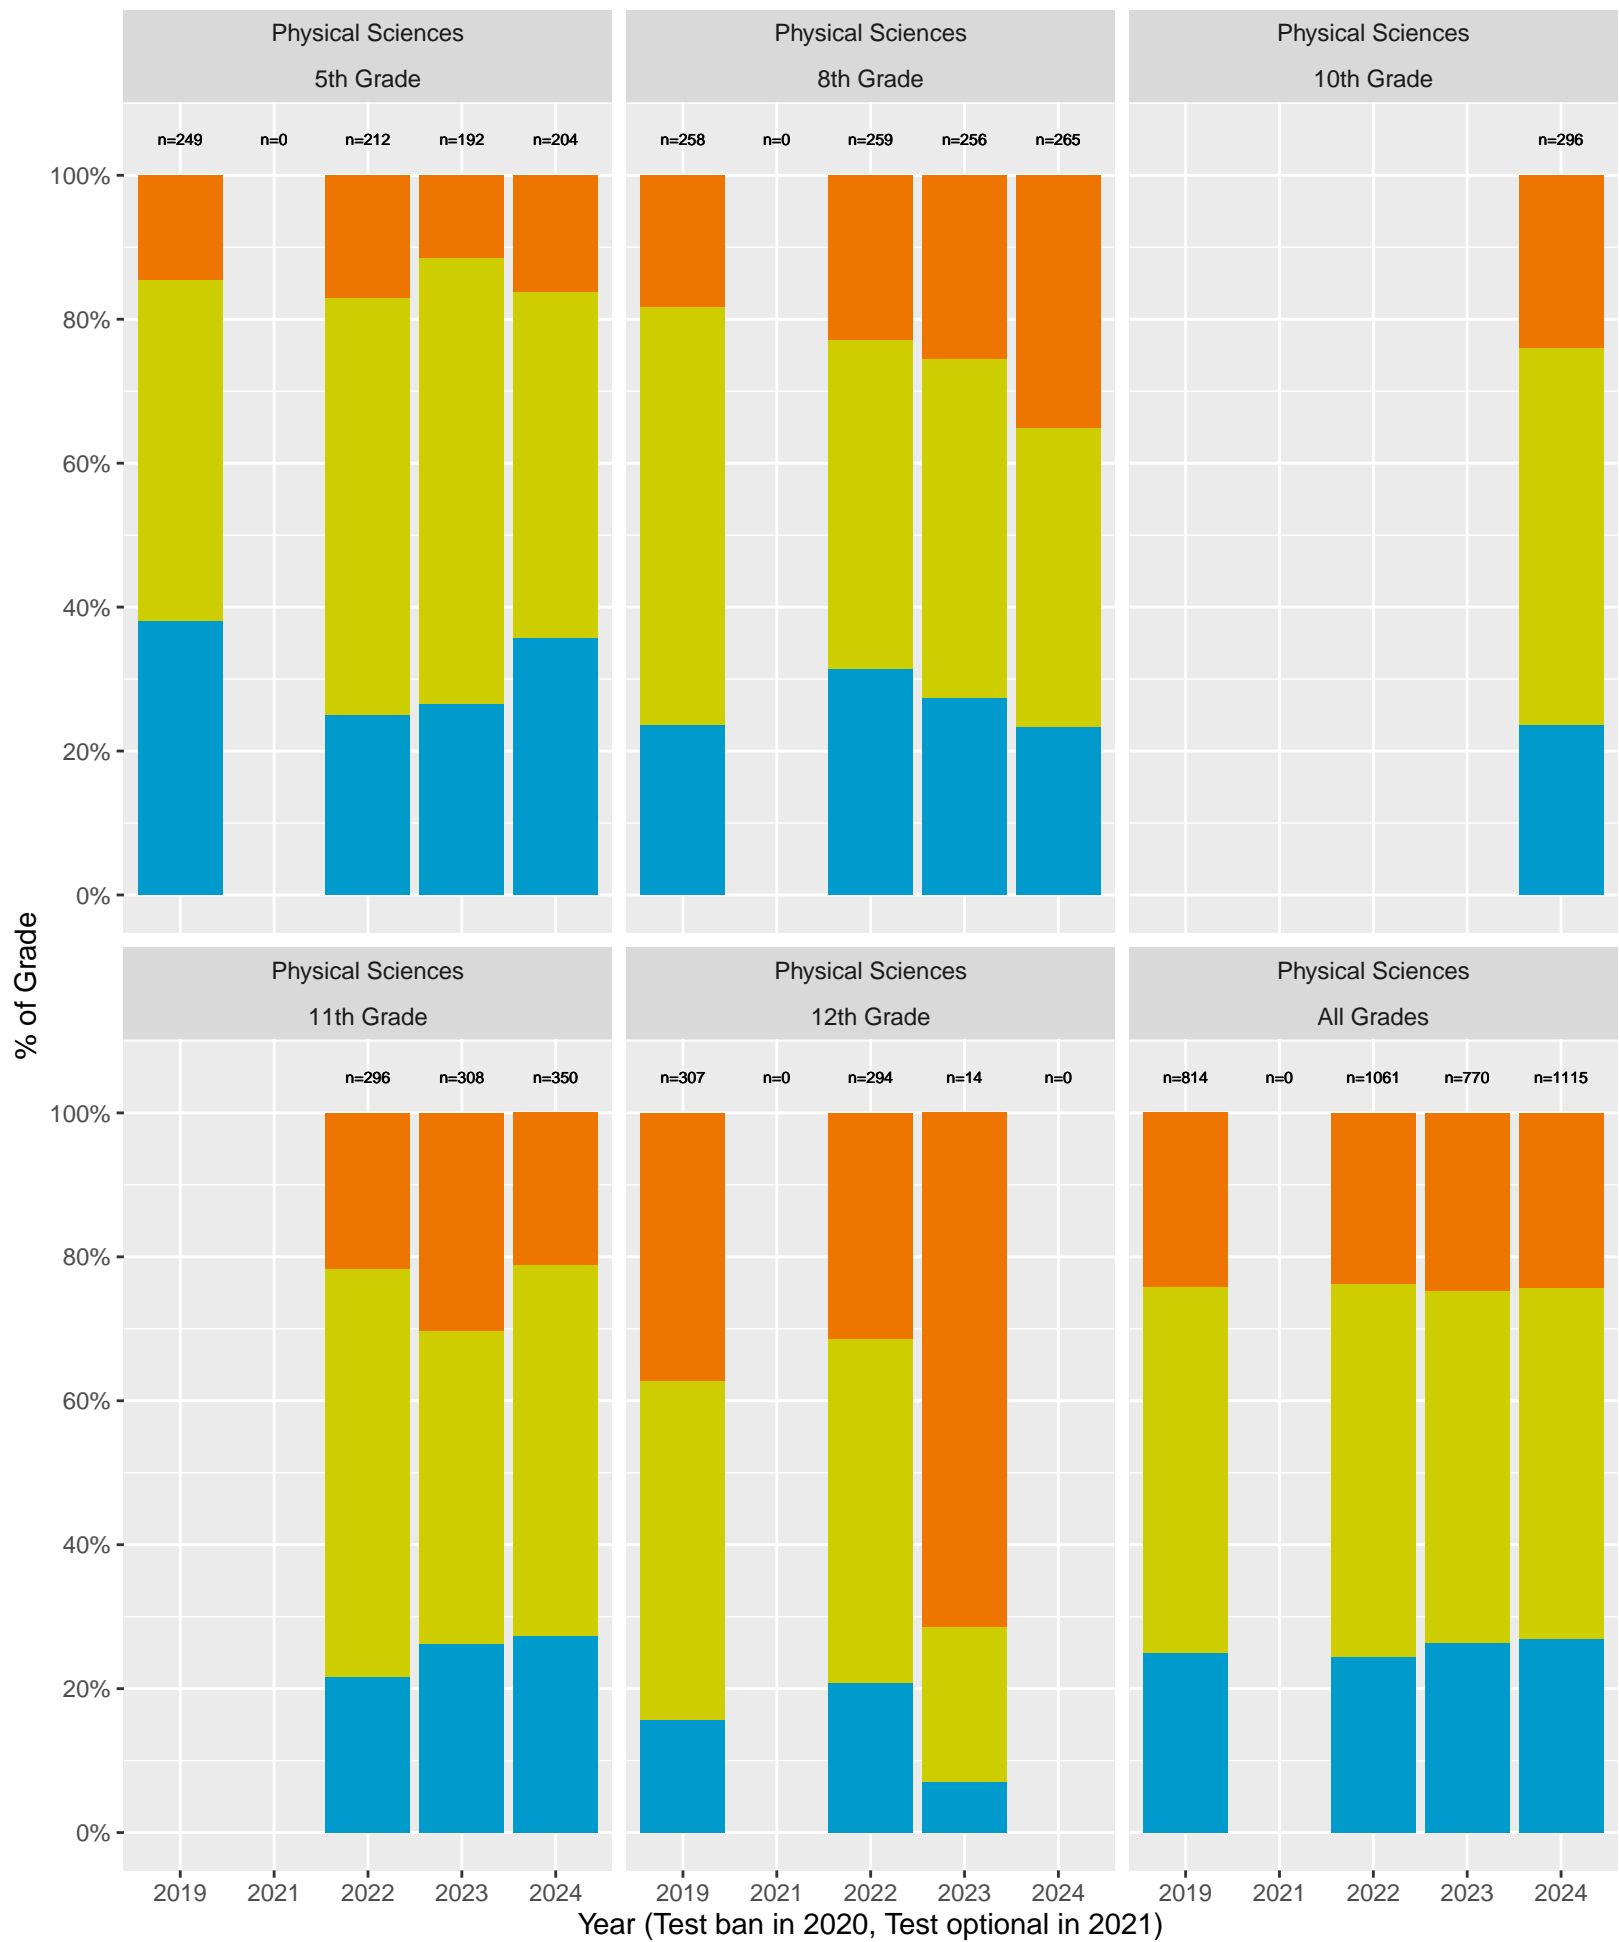 Physical Sciences
5th Grade
Physical Sciences
8th Grade
Physical Sciences
10th Grade
n=249 n=0 n=212 n=192 n=204
n=258 n=0 n=259 n=256 n=265
n=296
100%
80%
60%
40%
20%
0%
% of Grade
Physical Sciences
11th Grade
Physical Sciences
12th Grade
Physical Sciences
All Grades
n=296 n=308 n=350
n=307 n=0 n=294 n=14 n=0
n=814 n=0 n=1061 n=770 n=1115
100%
80%
60%
40%
20%
0%
2019 2021 2022 2023 2024
2019 2021 2022 2023 2024
2019 2021 2022 2023 2024
Year (Test ban in 2020, Test optional in 2021)